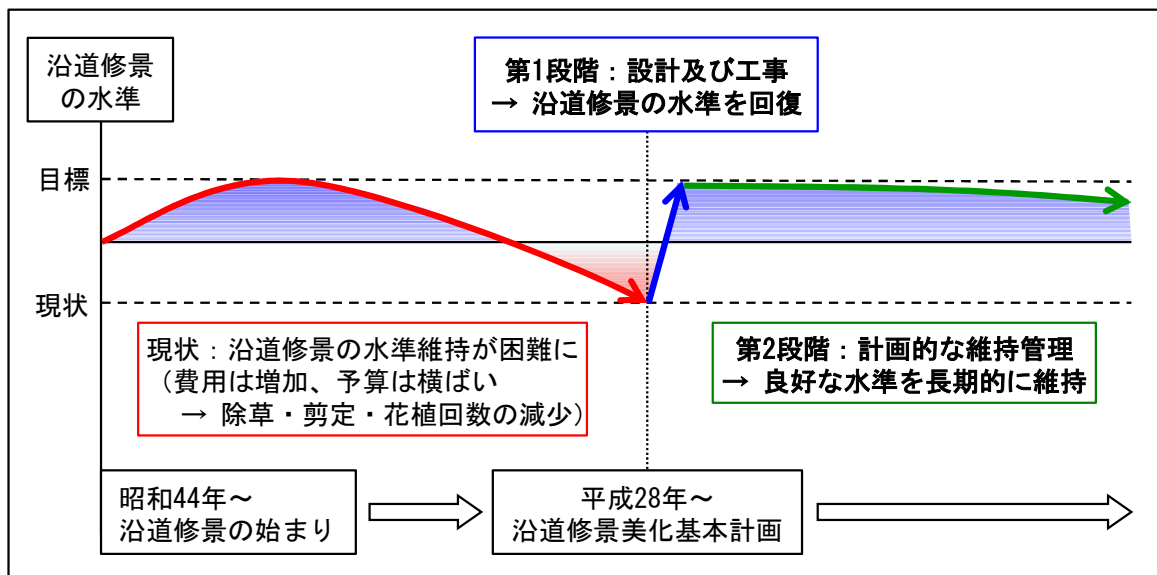 沿道修景
の水準
第1段階：設計及び工事
→ 沿道修景の水準を回復
目標
現状
現状：沿道修景の水準維持が困難に
（費用は増加、予算は横ばい
→ 除草・剪定・花植回数の減少）
第2段階：計画的な維持管理
→ 良好な水準を長期的に維持
昭和44年～
沿道修景の始まり
平成28年～
沿道修景美化基本計画